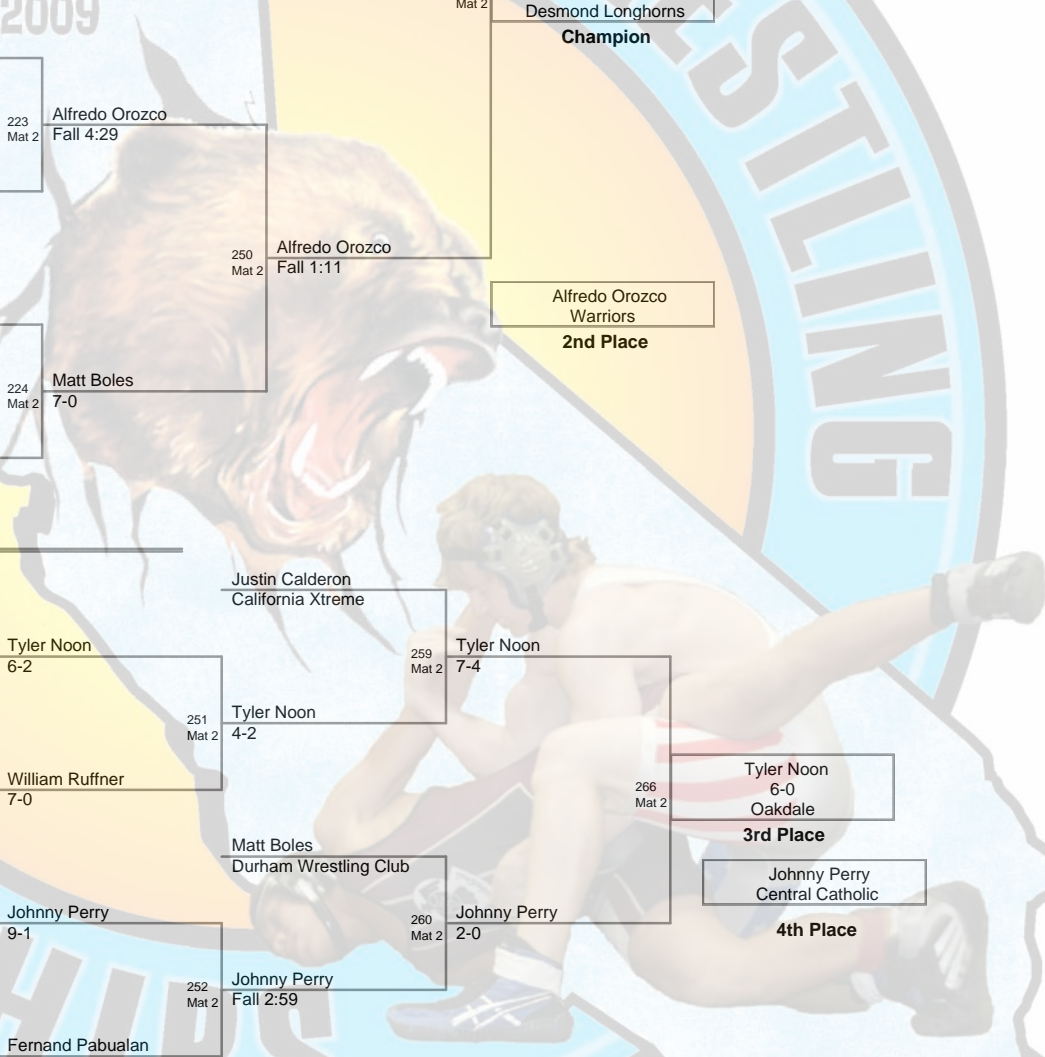 2009
Mat 2
Desmond Longhorns
Champion
223
Mat 2
Alfredo Orozco
Fall 4:29
250
Mat 2
Alfredo Orozco
Fall 1:11
Alfredo Orozco
Warriors
2nd Place
224
Mat 2
Matt Boles
7-0
Justin Calderon
California Xtreme
Tyler Noon
6-2
259
Mat 2
Tyler Noon
7-4
251
Mat 2
Tyler Noon
4-2
William Ruffner
7-0
266
Mat 2
Tyler Noon
6-0
Oakdale
3rd Place
Matt Boles
Durham Wrestling Club
Johnny Perry
Central Catholic
4th Place
Johnny Perry
9-1
260
Mat 2
Johnny Perry
2-0
252
Mat 2
Johnny Perry
Fall 2:59
Fernand Pabualan
ESTLING
HIPS